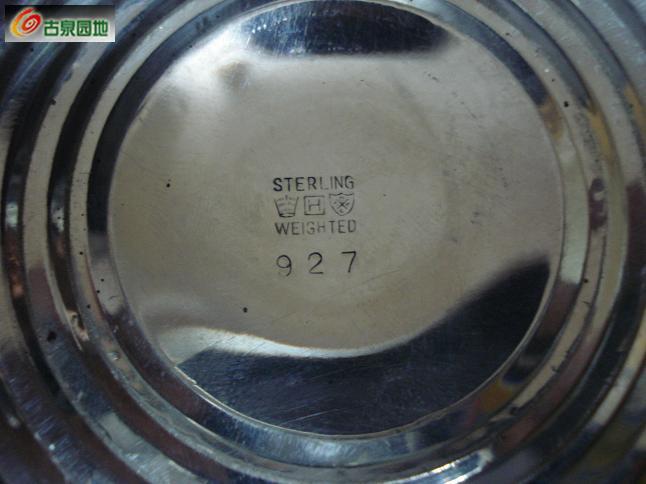 古泉园地
STERLING
H
WEIGHTED
927